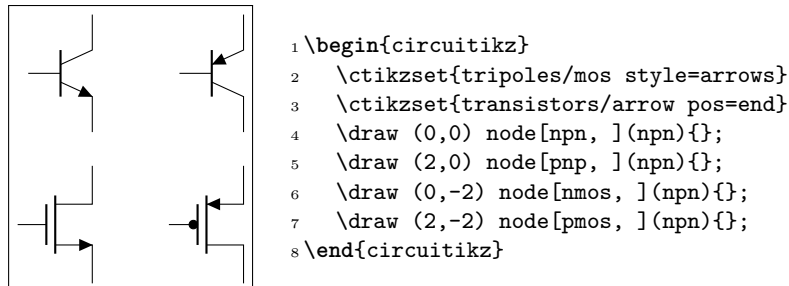 1 \begin{circuitikz}
2 \ctikzset{tripoles/mos style=arrows}
3 \ctikzset{transistors/arrow pos=end}
4 \draw (0,0) node[npn, ](npn){};
5 \draw (2,0) node[pnp, ](npn){};
6 \draw (0,-2) node[nmos, ](npn){};
7 \draw (2,-2) node[pmos, ](npn){};
8 \end{circuitikz}